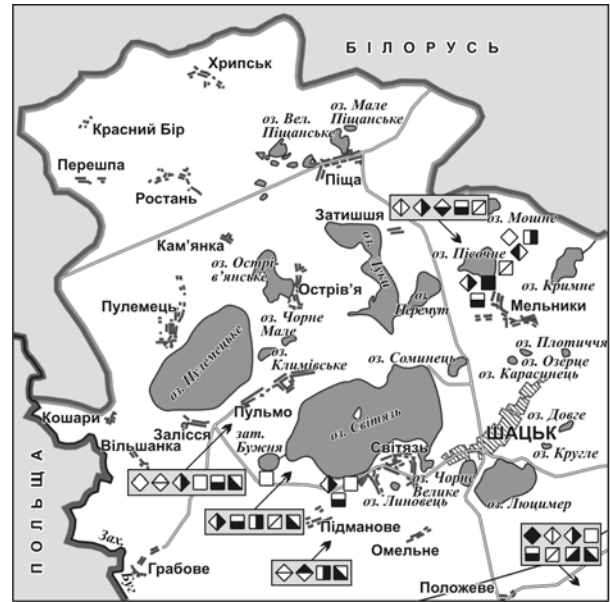 БІЛОРУСЬ
Хрипськ
оз. Мале
Піщанське
оз. Вел.
Піщанське
Красний Бір
Перешпа
Ростань
Піща
Затишшя
оз. Мошне
оз. Пісочне
Кам'янка
оз. Острі-
в'янське
оз. Луки
оз. Кримне
Острів'я
оз. Перемут
Мельники
Пулемець
оз. Чорне
Мале
оз. Плотиччя
оз. Пулемецьке
оз. Климівське
оз. Соминець
оз. Озерце
оз. Карасинець
Пульмо
оз. Світязь
Кошари
Залісся
зат.
Бужня
Світязь
ШАЦЬК
оз. Довге
Вільшанка
оз. Кругле
оз. Чорне
Велике
оз. Линовець
оз. Люцимер
ПОЛЬЩА
Підманове
Омельне
Зах.
Буг
Грабове
Положеве